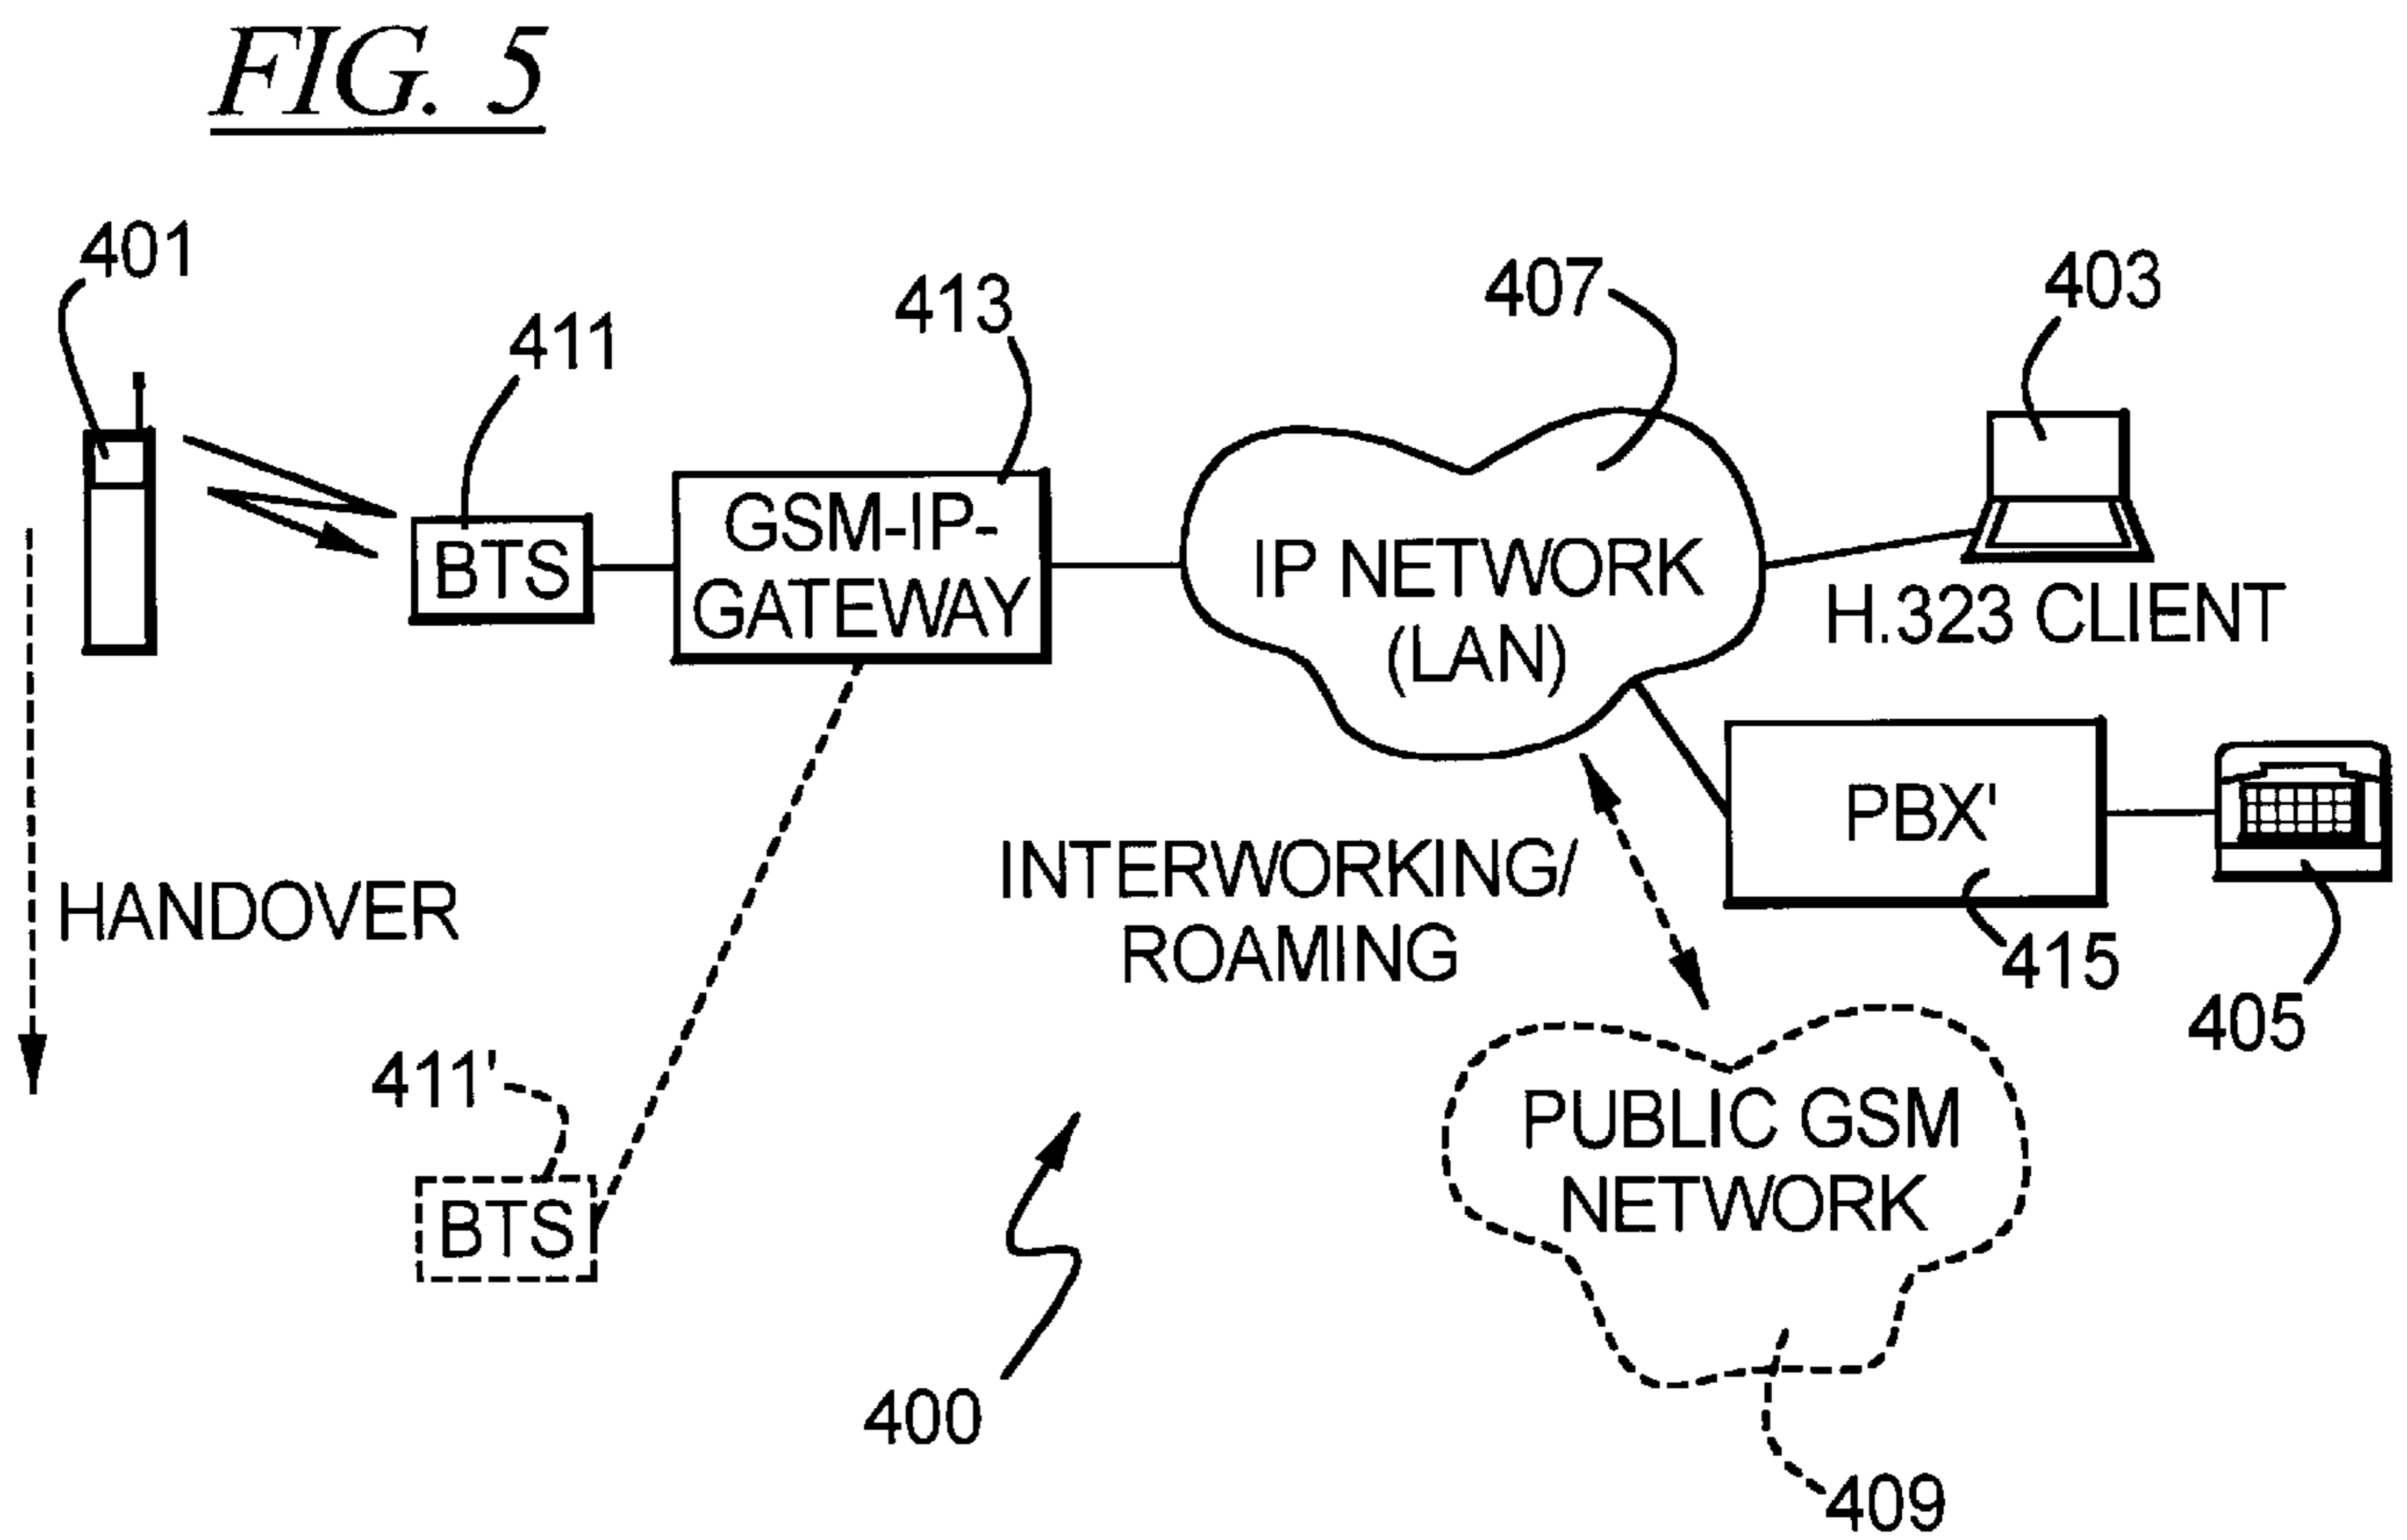 FIG. 5
401
411
413
407
403
BTS
GSM-IP-
GATEWAY
IP NETWORK
(LAN)
H.323 CLIENT
PBX'
415
405
INTERWORKING/
ROAMING
HANDOVER
411'
BTS
PUBLIC GSM
NETWORK
400
409